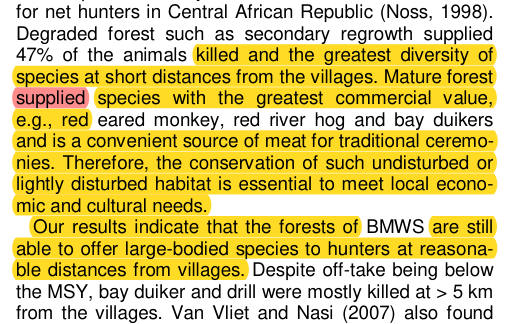 for net hunters in Central African Republic (Noss, 1998).
Degraded forest such as secondary regrowth supplied
47% of the animals killed and the greatest diversity of
species at short distances from the villages. Mature forest
supplied species with the greatest commercial value,
e.g., red eared monkey, red river hog and bay duikers
and is a convenient source of meat for traditional ceremo-
nies. Therefore, the conservation of such undisturbed or
lightly disturbed habitat is essential to meet local econo-
mic and cultural needs.
Our results indicate that the forests of BMWS are still
able to offer large-bodied species to hunters at reasona-
ble distances from villages. Despite off-take being below
the MSY, bay duiker and drill were mostly killed at > 5 km
from the villages. Van Vliet and Nasi (2007) also found